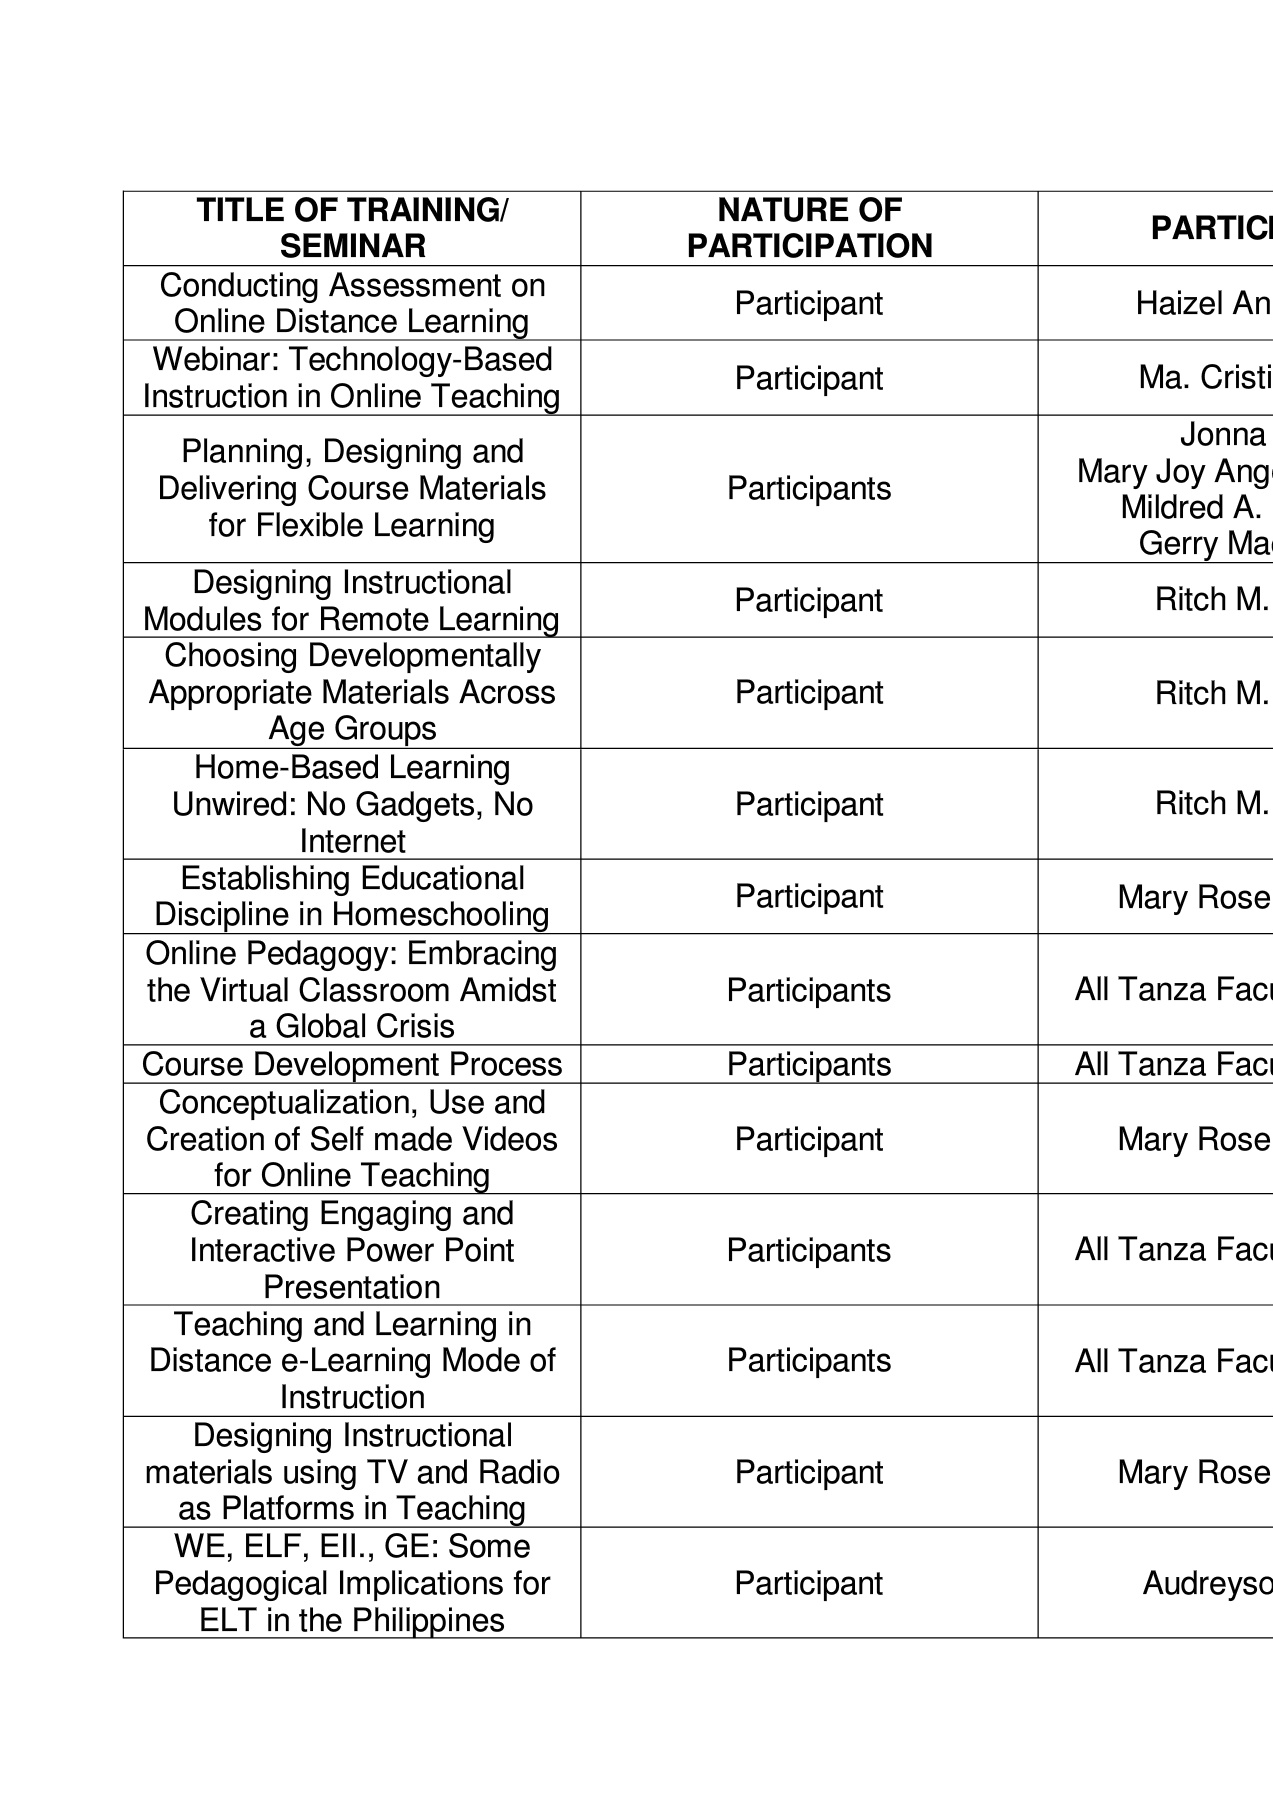 TITLE OF TRAINING/
SEMINAR
NATURE OF
PARTICIPATION
PARTICI
Conducting Assessment on
Online Distance Learning
Participant
Haizel An
Webinar: Technology-Based
Instruction in Online Teaching
Participant
Ma. Cristi
Planning, Designing and
Delivering Course Materials
for Flexible Learning
Participants
Jonna
Mary Joy Ange
Mildred A.
Gerry Mac
Designing Instructional
Modules for Remote Learning
Participant
Ritch M.
Choosing Developmentally
Appropriate Materials Across
Age Groups
Participant
Ritch M.
Home-Based Learning
Unwired: No Gadgets, No
Internet
Participant
Ritch M.
Establishing Educational
Discipline in Homeschooling
Participant
Mary Rose
Online Pedagogy: Embracing
the Virtual Classroom Amidst
a Global Crisis
Participants
All Tanza Facu
Course Development Process
Participants
All Tanza Facu
Conceptualization, Use and
Creation of Self made Videos
for Online Teaching
Participant
Mary Rose
Creating Engaging and
Interactive Power Point
Presentation
Participants
All Tanza Facu
Teaching and Learning in
Distance e-Learning Mode of
Instruction
Participants
All Tanza Facu
Designing Instructional
materials using TV and Radio
as Platforms in Teaching
Participant
Mary Rose
WE, ELF, EIl., GE: Some
Pedagogical Implications for
ELT in the Philippines
Participant
Audreyso